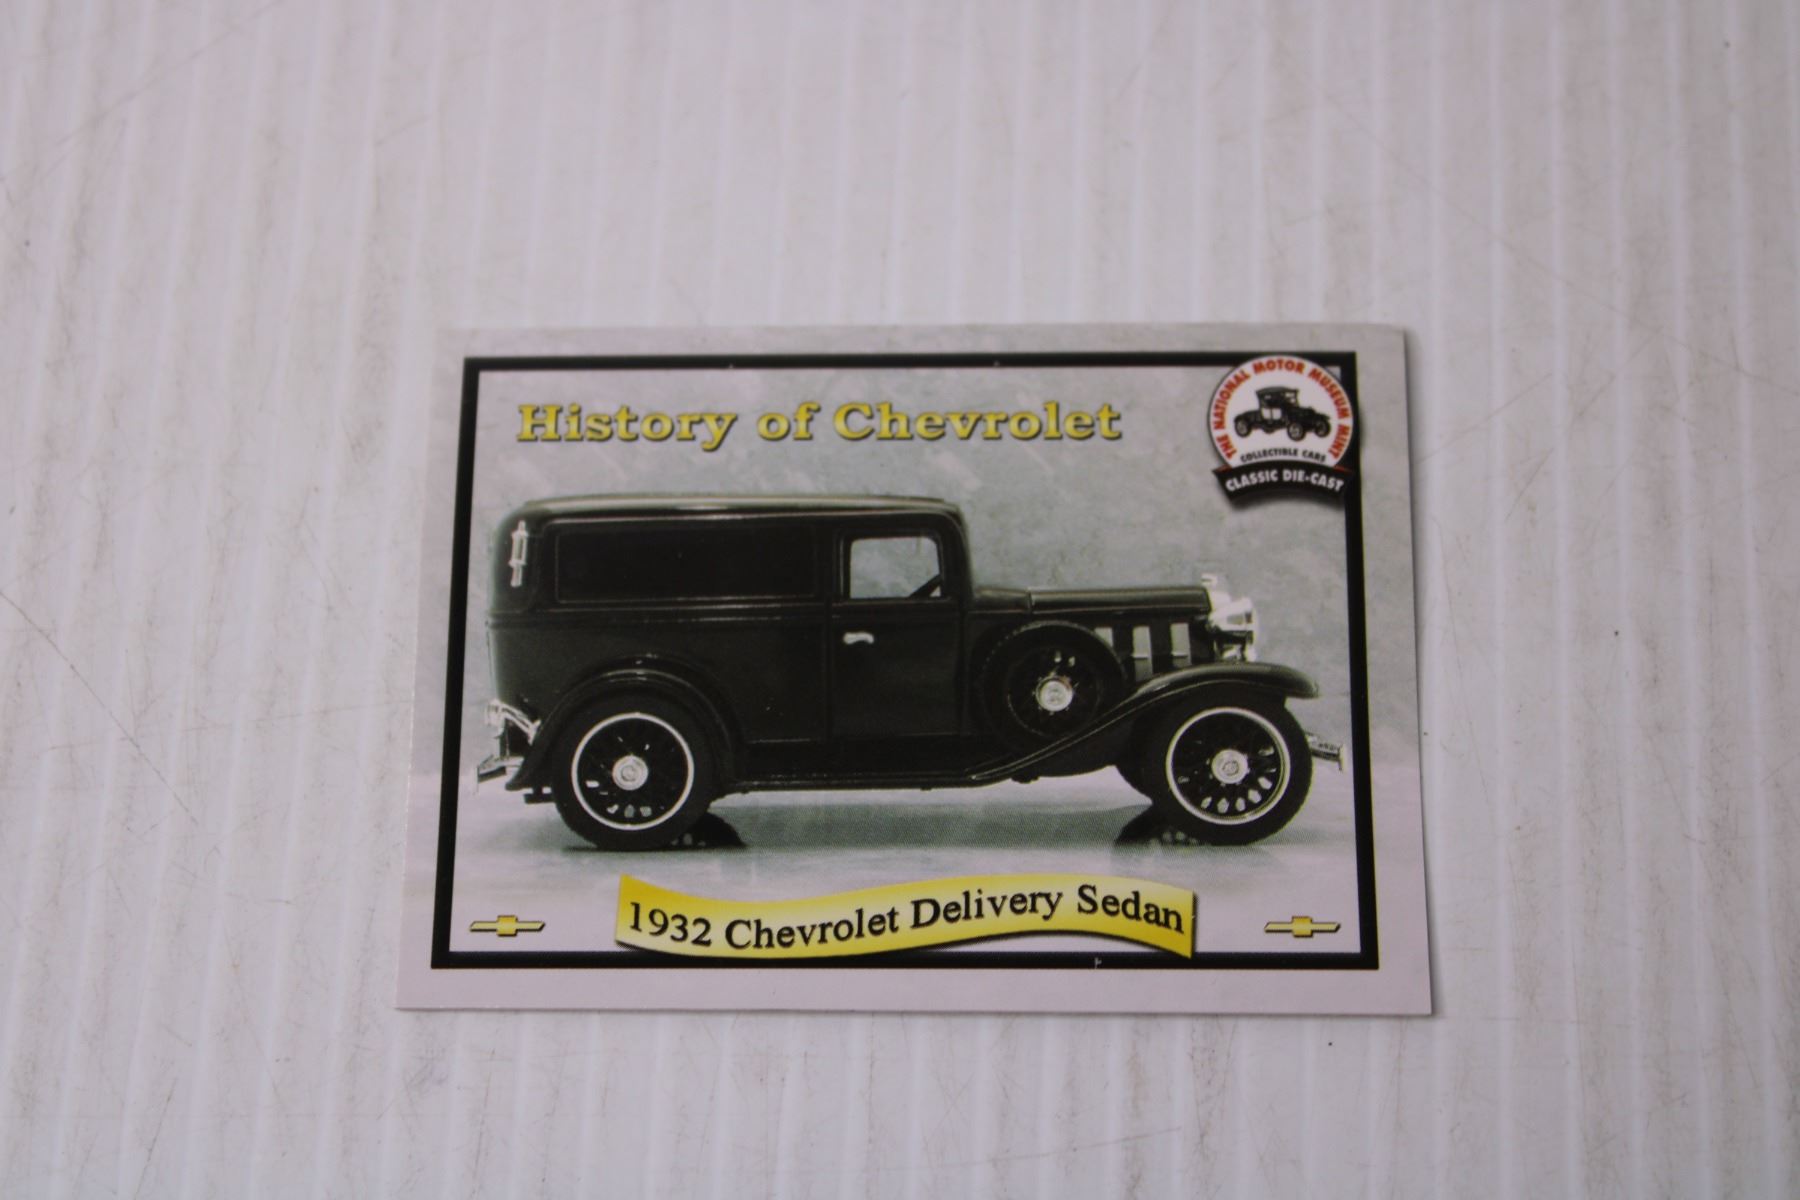 History of Chevrolet
THE NATIONAL MOTOR MUSEUM MINT
COLLECTIBLE CARS
CLASSIC DIE-CAST
1932 Chevrolet Delivery Sedan